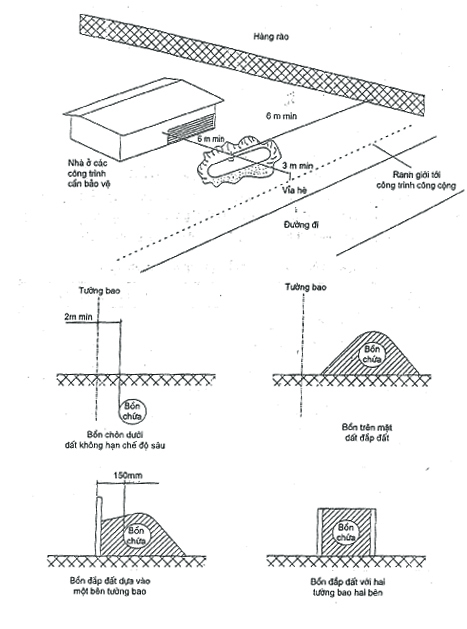 Hàng rào
6 m min
6 m min
Nhà ở các
công trình
cần bảo vệ
3 m min
Vỉa hè
Ranh giới tới
công trình công cộng
Đường đi
Tường bao
2m min
Bồn
chứa
Bồn chôn dưới
đất không hạn chế độ sâu
Tường bao
Bồn
chứa
Bồn trên mặt
đất đắp đất
150mm
Bồn
chứa
Bồn đắp đất dựa vào
một bên tường bao
Bồn
chứa
Bồn đắp đất với hai
tường bao hai bên